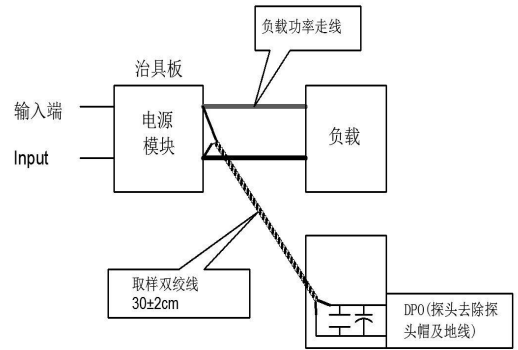 负载功率走线
治具板
输入端
Input
电源
模块
负载
取样双绞线
30±2cm
DPO(探头去除探
头帽及地线)